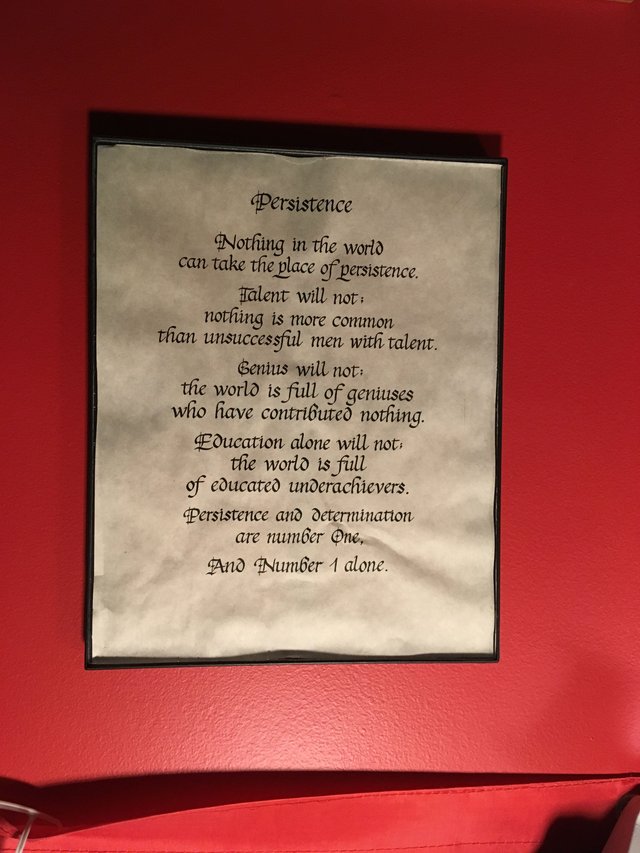 Persistence
Nothing in the world
can take the place of persistence.
Talent will not:
nothing is more common
than unsuccessful men with talent.
Genius will not:
the world is full of geniuses
who have contributed nothing.
Education alone will not:
the world is full
of educated underachievers.
Persistence and determination
are number One,
And Number 1 alone.